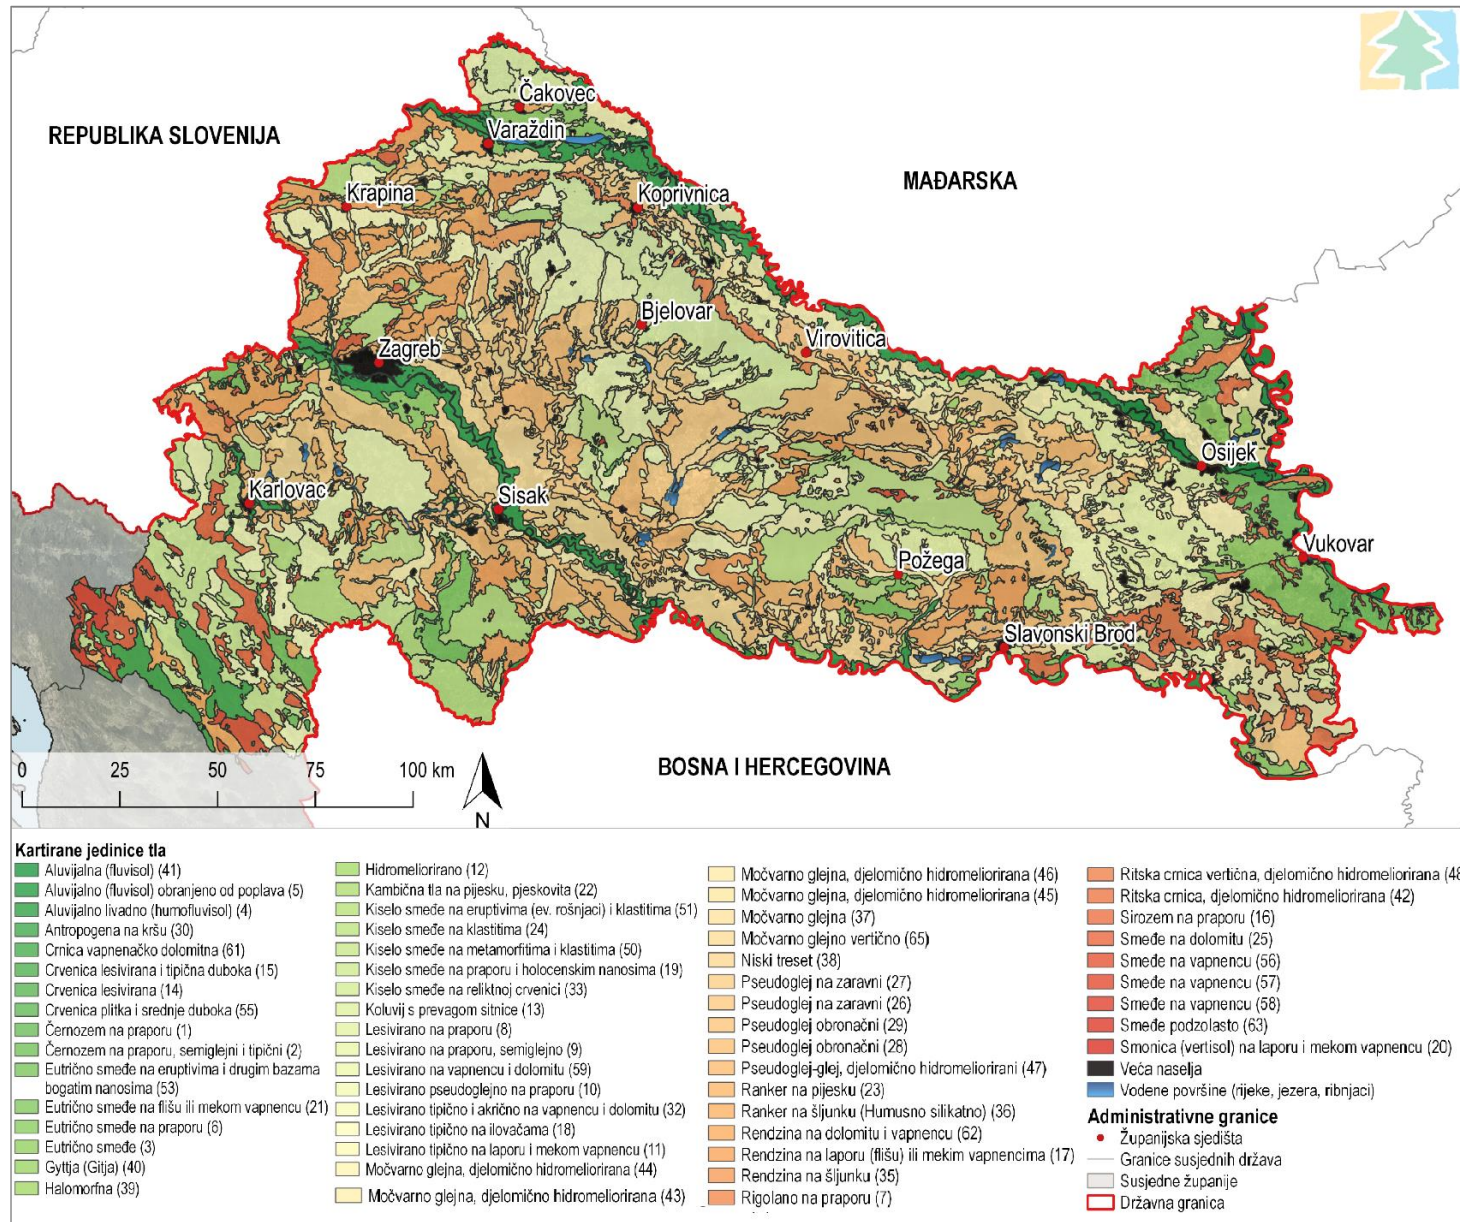 REPUBLIKA SLOVENIJA
MAĐARSKA
BOSNA I HERCEGOVINA
Čakovec
Varaždin
Krapina
Koprivnica
Bjelovar
Virovitica
Zagreb
Osijek
Karlovac
Sisak
Vukovar
Požega
Slavonski Brod
0 25 50 75 100 km
N
Kartirane jedinice tla
Aluvijalna (fluvisol) (41)
Aluvijalno (fluvisol) obranjeno od poplava (5)
Aluvijalno livadno (humofluvisol) (4)
Antropogena na kršu (30)
Crnica vapnenačko dolomitna (61)
Crvenica lesivirana i tipična duboka (15)
Crvenica lesivirana (14)
Crvenica plitka i srednje duboka (55)
Černozem na praporu (1)
Černozem na praporu, semiglejni i tipični (2)
Eutrično smeđe na eruptivima i drugim bazama
bogatim nanosima (53)
Eutrično smeđe na flišu ili mekom vapnencu (21)
Eutrično smeđe na praporu (6)
Eutrično smeđe (3)
Gyttja (Gitja) (40)
Halomorfna (39)
Hidromeliorirano (12)
Kambična tla na pijesku, pjeskovita (22)
Kiselo smeđe na eruptivima (ev. rošnjaci) i klastitima (51)
Kiselo smeđe na klastitima (24)
Kiselo smeđe na metamorfitima i klastitima (50)
Kiselo smeđe na praporu i holocenskim nanosima (19)
Kiselo smeđe na reliktnoj crvenici (33)
Koluvij s prevagom sitnice (13)
Lesivirano na praporu (8)
Lesivirano na praporu, semiglejno (9)
Lesivirano na vapnencu i dolomitu (59)
Lesivirano pseudoglejno na praporu (10)
Lesivirano tipično i akrično na vapnencu i dolomitu (32)
Lesivirano tipično na ilovačama (18)
Lesivirano tipično na laporu i mekom vapnencu (11)
Močvarno glejna, djelomično hidromeliorirana (44)
Močvarno glejna, djelomično hidromeliorirana (43)
Močvarno glejna, djelomično hidromeliorirana (46)
Močvarno glejna, djelomično hidromeliorirana (45)
Močvarno glejna (37)
Močvarno glejno vertično (65)
Niski treset (38)
Pseudoglej na zaravni (27)
Pseudoglej na zaravni (26)
Pseudoglej obronačni (29)
Pseudoglej obronačni (28)
Pseudoglej-glej, djelomično hidromeliorirani (47)
Ranker na pijesku (23)
Ranker na šljunku (Humusno silikatno) (36)
Rendzina na dolomitu i vapnencu (62)
Rendzina na laporu (flišu) ili mekim vapnencima (17)
Rendzina na šljunku (35)
Rigolano na praporu (7)
Ritska crnica vertična, djelomično hidromeliorirana (48
Ritska crnica, djelomično hidromeliorirana (42)
Sirozem na praporu (16)
Smeđe na dolomitu (25)
Smeđe na vapnencu (56)
Smeđe na vapnencu (57)
Smeđe na vapnencu (58)
Smeđe podzolasto (63)
Smonica (vertisol) na laporu i mekom vapnencu (20)
Veća naselja
Vodene površine (rijeke, jezera, ribnjaci)
Administrativne granice
Županijska sjedišta
Granice susjednih država
Susjedne županije
Državna granica